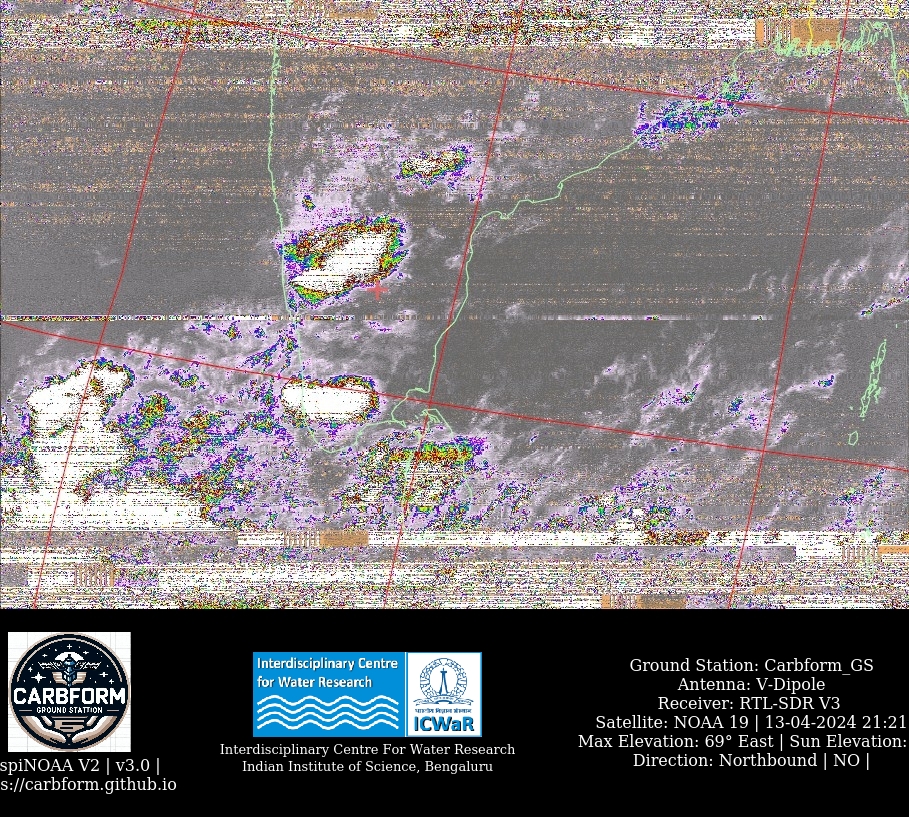 CARBFORM
GROUND STATTION
spiNOAA V2 | v3.0 |
s://carbform.github.io
Interdisciplinary Centre
for Water Research
ICWaR
Interdisciplinary Centre For Water Research
Indian Institute of Science, Bengaluru
Ground Station: Carbform_GS
Antenna: V-Dipole
Receiver: RTL-SDR V3
Satellite: NOAA 19 | 13-04-2024 21:21
Max Elevation: 69° East | Sun Elevation:
Direction: Northbound | NO |